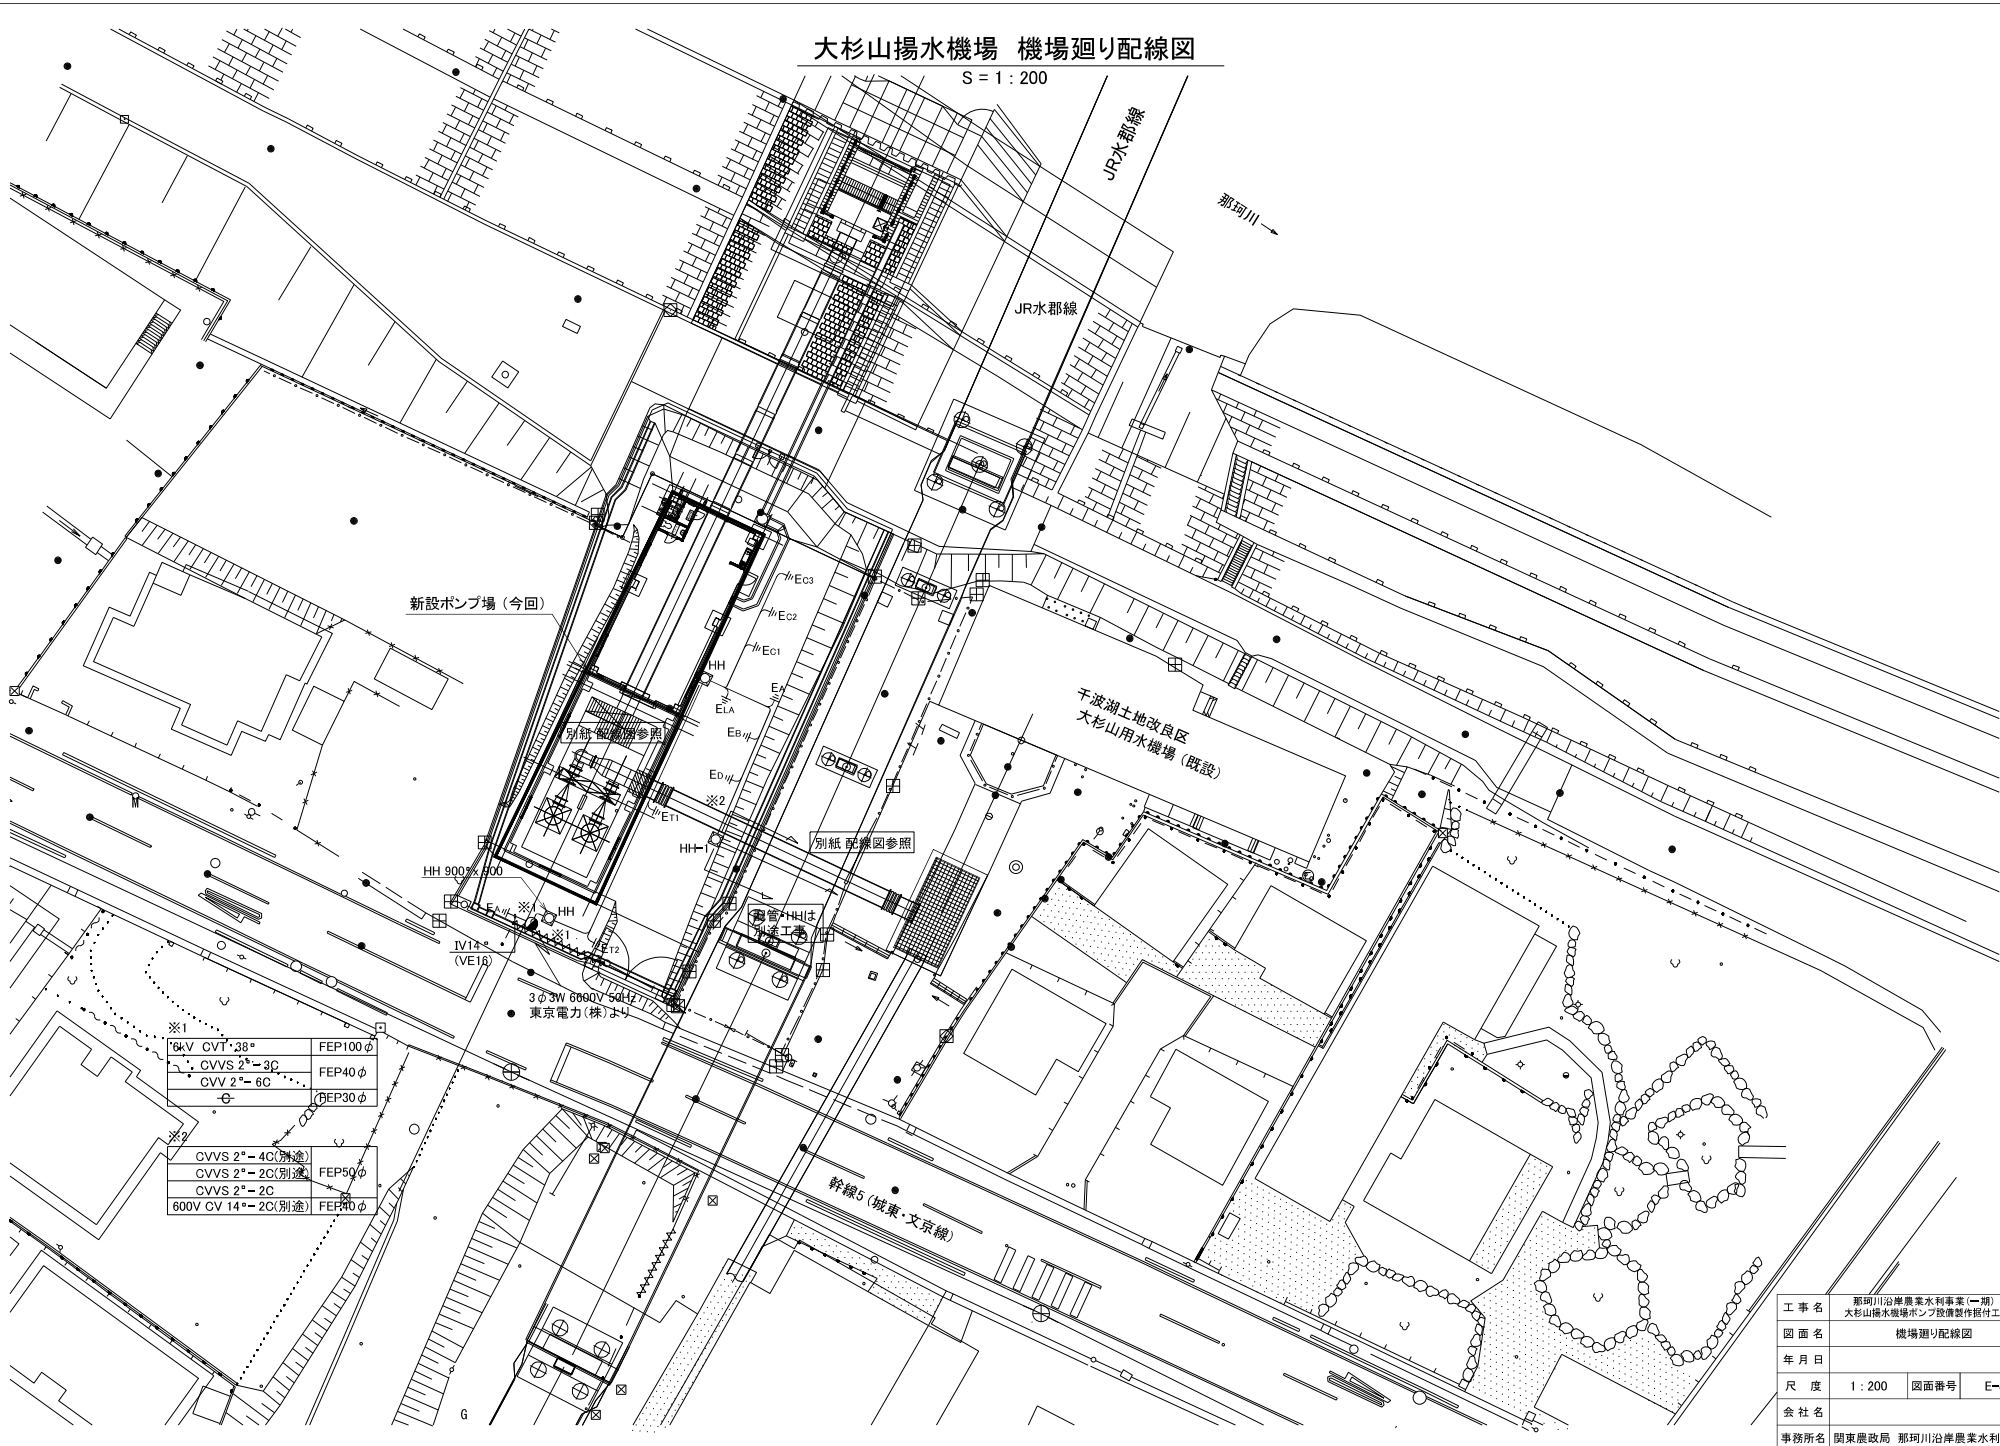 大杉山揚水機場 機場廻り配線図
S = 1 : 200
JR水郡線
那珂川
JR水郡線
新設ポンプ場 (今回)
EC3
EC2
EC1
HH
EA
ELA
EB
ED
別紙 配線図参照
※2
ET1
HH-1
別紙 配線図参照
千波湖土地改良区
大杉山用水機場 (既設)
HH 900□ x 900
EA
※1
HH
※1
ET2
IV14□
(VE16)
配管・HHは
別途工事
3φ3W 6600V 50Hz
東京電力(株)より
※1
6kV CVT 38□ FEP100φ
CVVS 2□-3C FEP40φ
CVV 2□-6C
FEP30φ
※2
CVVS 2□-4C(別途) FEP50φ
CVVS 2□-2C(別途)
CVVS 2□-2C
600V CV 14□-2C(別途) FEP40φ
幹線5 (城東・文京線)
M
G
工事名 那珂川沿岸農業水利事業(一期)
大杉山揚水機場ポンプ設備製作据付工
図面名 機場廻り配線図
年月日
尺 度 1 : 200 図面番号 E-
会社名
事務所名 関東農政局 那珂川沿岸農業水利